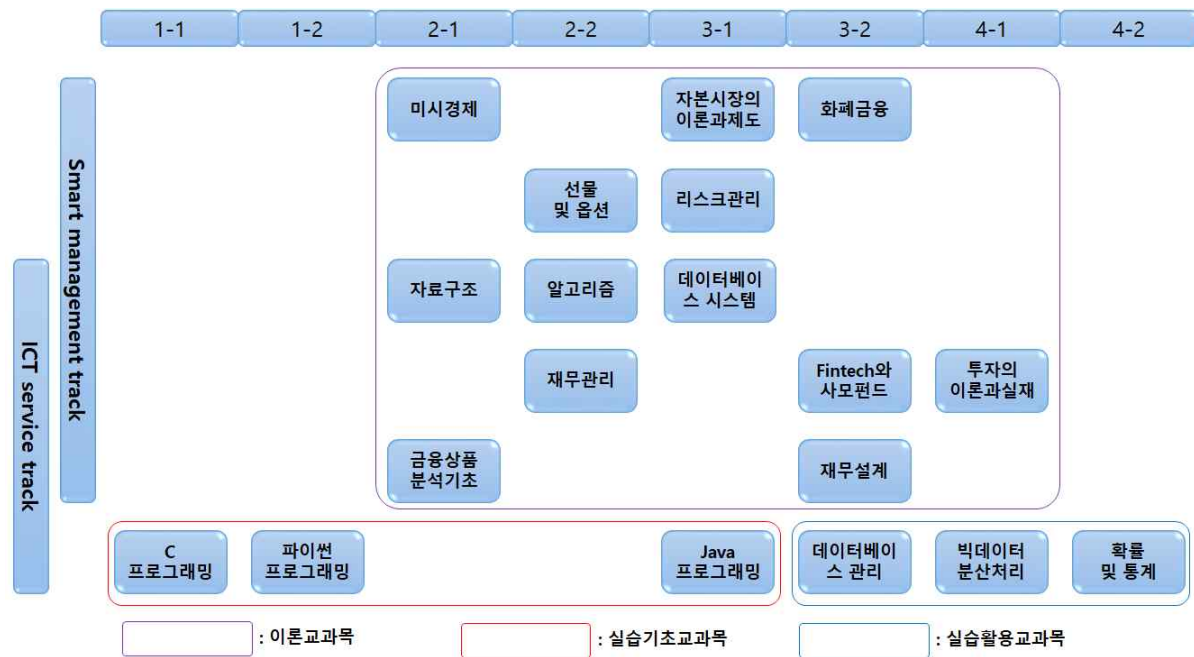 1-1
1-2
2-1
2-2
3-1
3-2
4-1
4-2
Smart management track
ICT service track
미시경제
자본시장의
이론과제도
화폐금융
선물
및 옵션
리스크관리
자료구조
알고리즘
데이터베이
스 시스템
재무관리
Fintech와
사모펀드
투자의
이론과실재
금융상품
분석기초
재무설계
C
프로그래밍
파이썬
프로그래밍
Java
프로그래밍
데이터베이
스 관리
빅데이터
분산처리
확률
및 통계
: 이론교과목
: 실습기초교과목
: 실습활용교과목